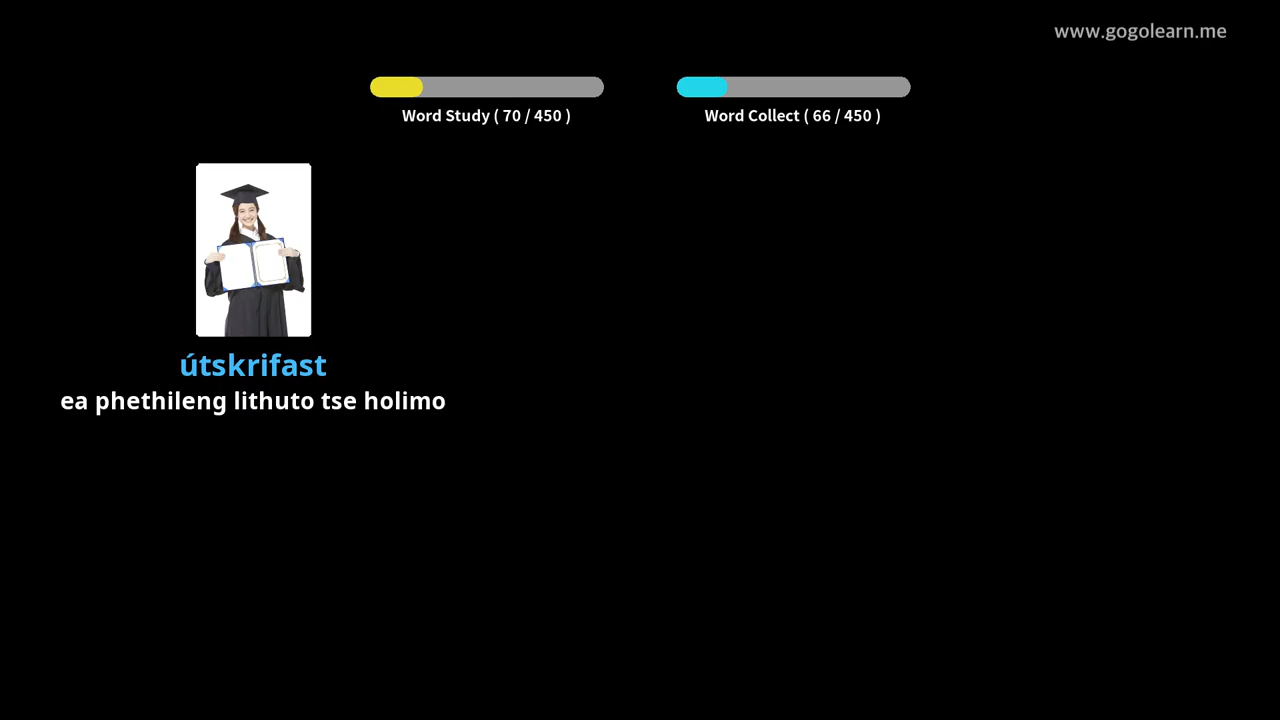 www.gogolearn.me
Word Study ( 70 / 450 )
Word Collect ( 66 / 450 )
útskrifast
ea phethileng lithuto tse holimo